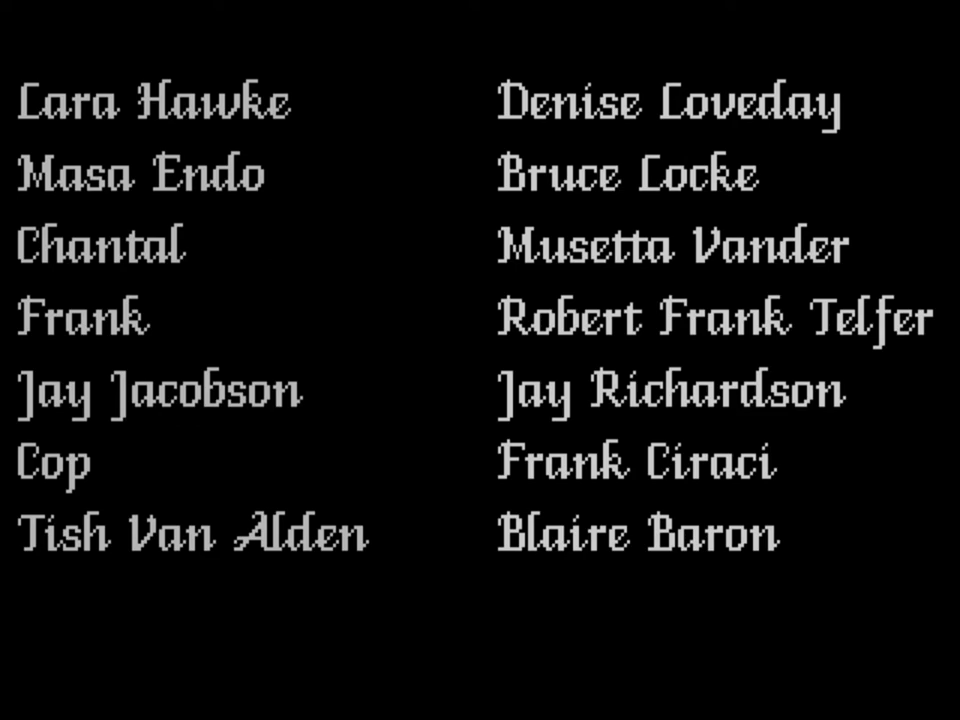 Lara Hawke Denise Loveday
Masa Endo Bruce Locke
Chantal Musetta Vander
Frank Robert Frank Telfer
Jay Jacobson Jay Richardson
Cop Frank Ciraci
Tish Van Alden Blaire Baron